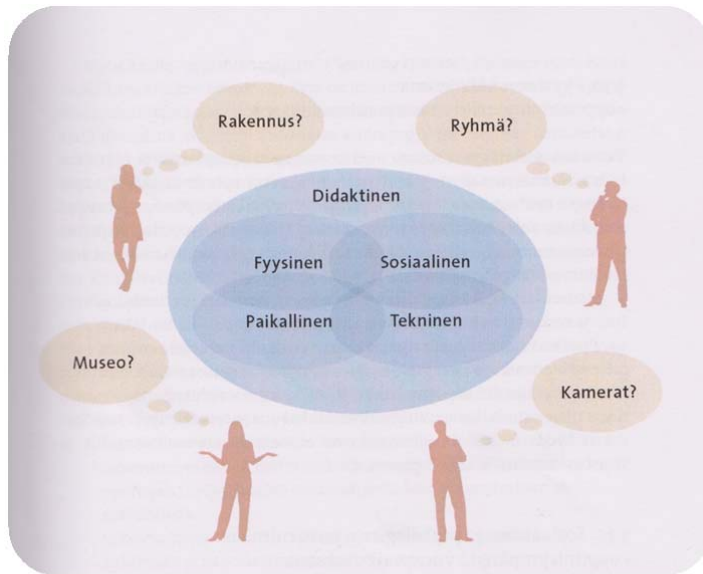 Rakennus?
Ryhmä?
Didaktinen
Fyysinen
Sosiaalinen
Paikallinen
Tekninen
Museo?
Kamerat?